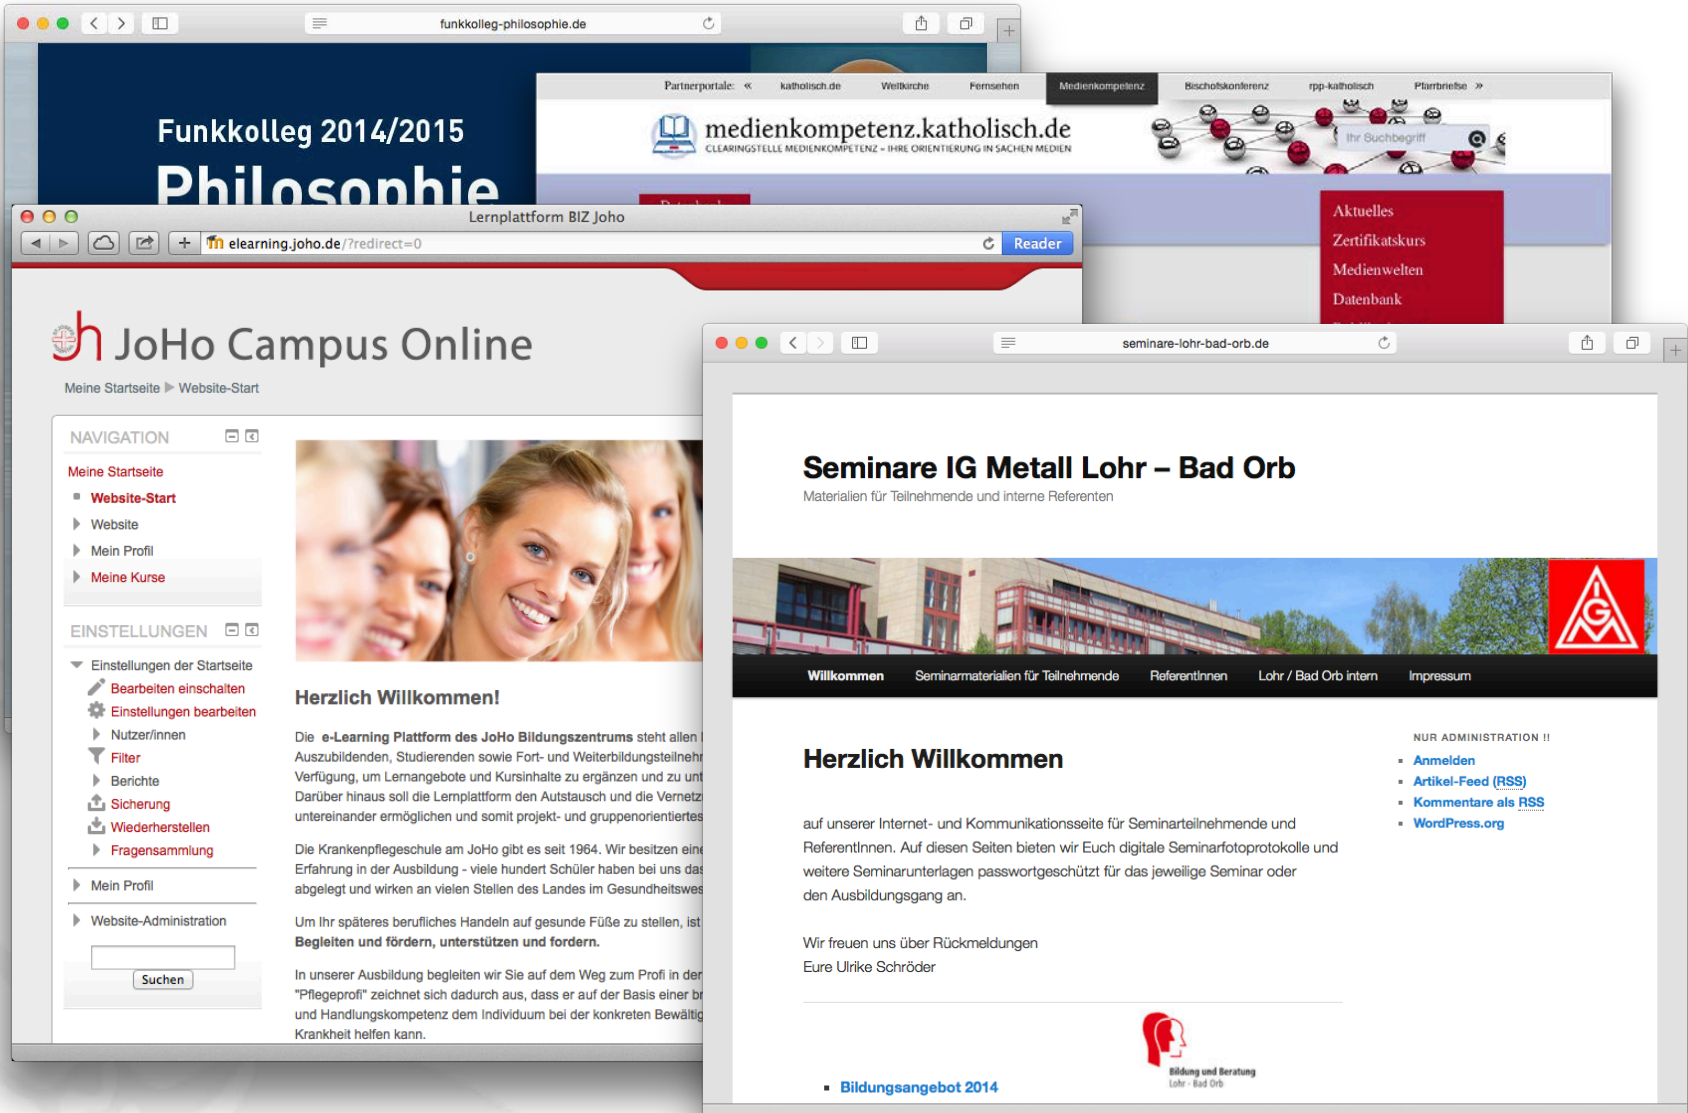 funkkolleg-philosophie.de
Funkkolleg 2014/2015
Philosophie
Partnerportale: «
katholisch.de
Weltkirche
Fernsehen
Medienkompetenz
Bischofskonferenz
rpp-katholisch
Pfarrbriefse »
medienkompetenz.katholisch.de
CLEARINGSTELLE MEDIENKOMPETENZ – IHRE ORIENTIERUNG IN SACHEN MEDIEN
Ihr Suchbegriff
Aktuelles
Zertifikatskurs
Medienwelten
Datenbank
Lernplattform BIZ Joho
elearning.joho.de/?redirect=0
Reader
JoHo Campus Online
Meine Startseite ▶ Website-Start
NAVIGATION
Meine Startseite
Website-Start
Website
Mein Profil
Meine Kurse
EINSTELLUNGEN
Einstellungen der Startseite
Bearbeiten einschalten
Einstellungen bearbeiten
Nutzer/innen
Filter
Berichte
Sicherung
Wiederherstellen
Fragensammlung
Mein Profil
Website-Administration
Suchen
Herzlich Willkommen!
Die e-Learning Plattform des JoHo Bildungszentrums steht allen
Auszubildenden, Studierenden sowie Fort- und Weiterbildungsteilnehr
Verfügung, um Lernangebote und Kursinhalte zu ergänzen und zu unt
Darüber hinaus soll die Lernplattform den Autstausch und die Vernetz
untereinander ermöglichen und somit projekt- und gruppenorientiertes
Die Krankenpflegeschule am JoHo gibt es seit 1964. Wir besitzen eine
Erfahrung in der Ausbildung - viele hundert Schüler haben bei uns das
abgelegt und wirken an vielen Stellen des Landes im Gesundheitswes
Um Ihr späteres berufliches Handeln auf gesunde Füße zu stellen, ist
Begleiten und fördern, unterstützen und fordern.
In unserer Ausbildung begleiten wir Sie auf dem Weg zum Profi in der
"Pflegeprofi" zeichnet sich dadurch aus, dass er auf der Basis einer br
und Handlungskompetenz dem Individuum bei der konkreten Bewältig
Krankheit helfen kann.
seminare-lohr-bad-orb.de
Seminare IG Metall Lohr – Bad Orb
Materialien für Teilnehmende und interne Referenten
IGM
Willkommen
Seminarmaterialien für Teilnehmende
ReferentInnen
Lohr / Bad Orb intern
Impressum
Herzlich Willkommen
auf unserer Internet- und Kommunikationsseite für Seminarteilnehmende und
ReferentInnen. Auf diesen Seiten bieten wir Euch digitale Seminarfotoprotokolle und
weitere Seminarunterlagen passwortgeschützt für das jeweilige Seminar oder
den Ausbildungsgang an.
Wir freuen uns über Rückmeldungen
Eure Ulrike Schröder
NUR ADMINISTRATION !!
Anmelden
Artikel-Feed (RSS)
Kommentare als RSS
WordPress.org
Bildung und Beratung
Lohr - Bad Orb
Bildungsangebot 2014